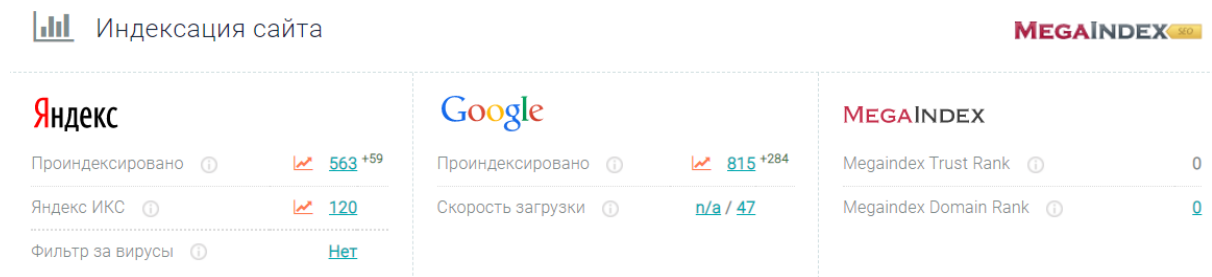 Индексация сайта
MEGAINDEX SEO
Яндекс
Проиндексировано 563 +59
Яндекс ИКС 120
Фильтр за вирусы Нет
Google
Проиндексировано 815 +284
Скорость загрузки n/a / 47
MEGAINDEX
Megaindex Trust Rank 0
Megaindex Domain Rank 0